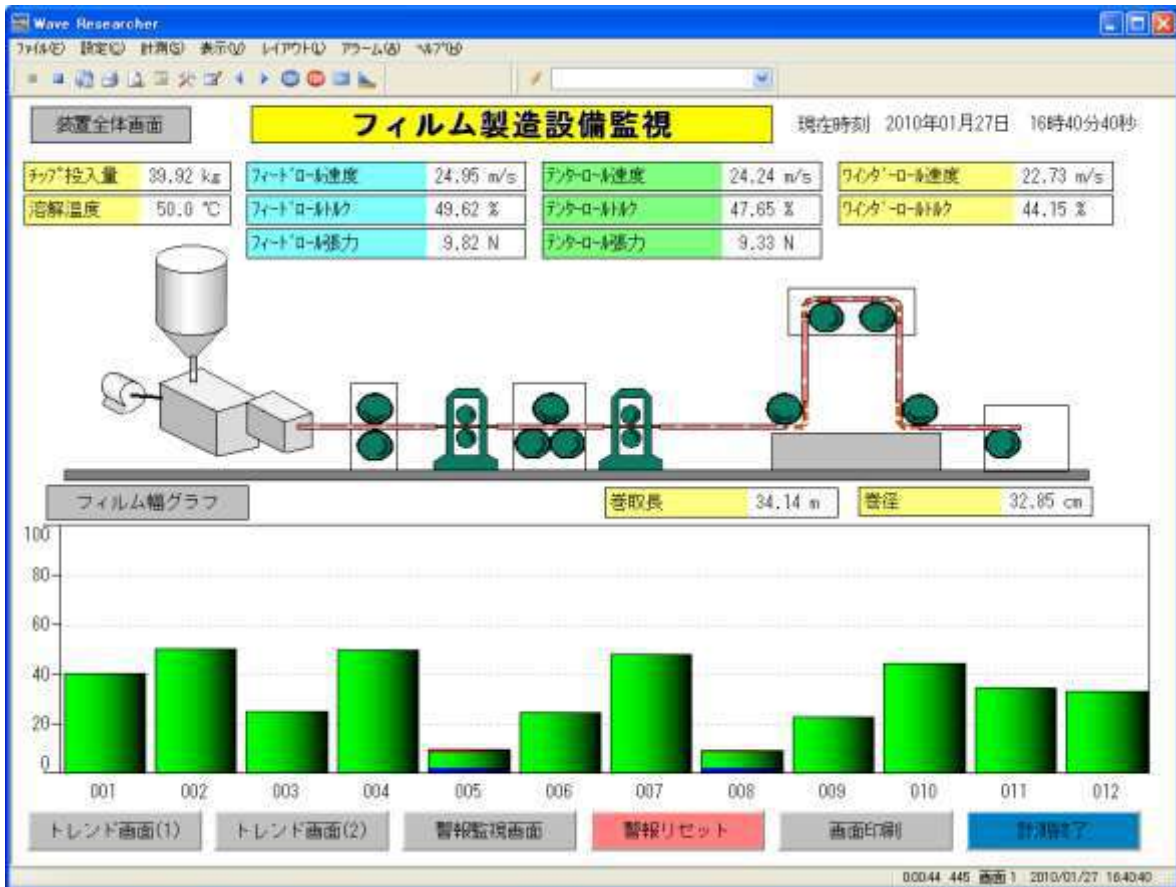 Wave Researcher
ﾌｧｲﾙ(F) 設定(C) 計測(S) 表示(V) ﾚｲｱｳﾄ(L) ｱﾗｰﾑ(A) ﾍﾙﾌﾟ(H)
装置全体画面 フィルム製造設備監視 現在時刻 2010年01月27日 16時40分40秒
ﾁｯﾌﾟ投入量 39.92 kg ﾌｨｰﾄﾞﾛｰﾙ速度 24.95 m/s ﾃﾝﾀｰﾛｰﾙ速度 24.24 m/s ﾜｲﾝﾀﾞｰﾛｰﾙ速度 22.73 m/s
溶解温度 50.0 ℃ ﾌｨｰﾄﾞﾛｰﾙﾄﾙｸ 49.62 % ﾃﾝﾀｰﾛｰﾙﾄﾙｸ 47.65 % ﾜｲﾝﾀﾞｰﾛｰﾙﾄﾙｸ 44.15 %
ﾌｨｰﾄﾞﾛｰﾙ張力 9.82 N ﾃﾝﾀｰﾛｰﾙ張力 9.33 N
フィルム幅グラフ 巻取長 34.14 m 巻径 32.85 cm
100
80
60
40
20
0
001 002 003 004 005 006 007 008 009 010 011 012
トレンド画面(1) トレンド画面(2) 警報監視画面 警報リセット 画面印刷 計測終了
0:00:44 445 画面 1 2010/01/27 16:40:40